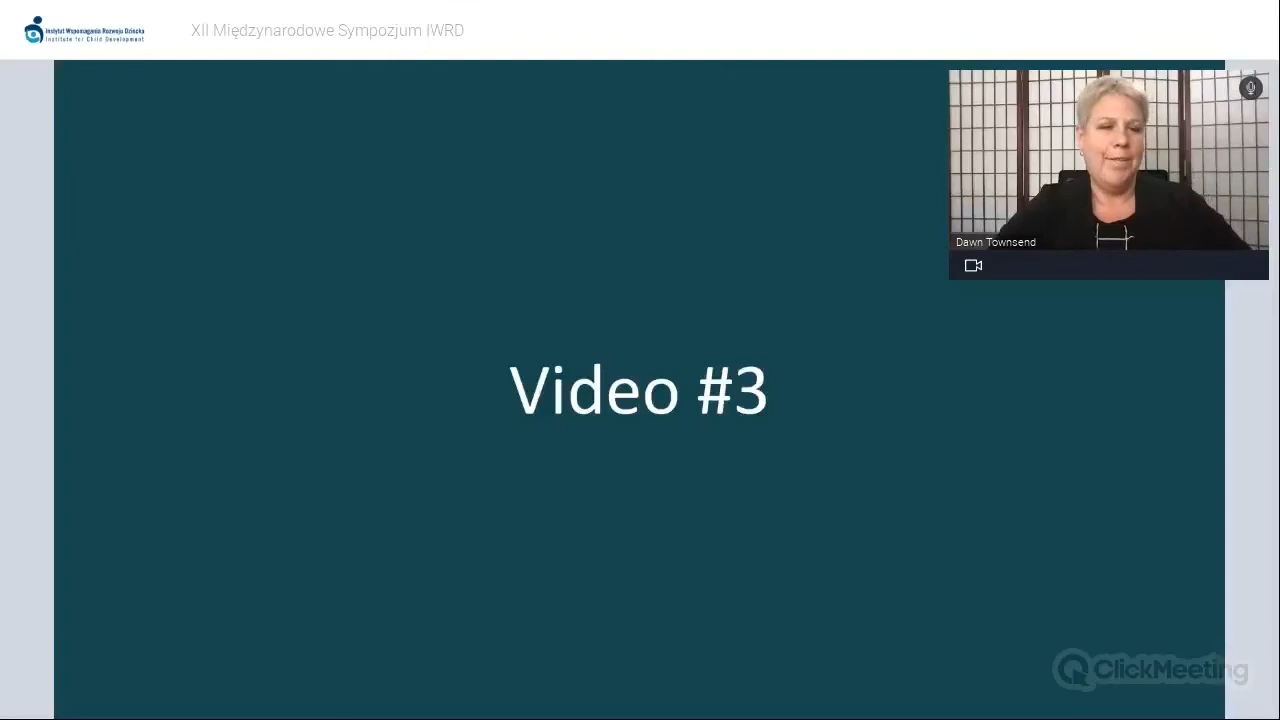 Instytut Wspomagania Rozwoju Dziecka
Institute for Child Development
XII Międzynarodowe Sympozjum IWRD
Dawn Townsend
Video #3
ClickMeeting